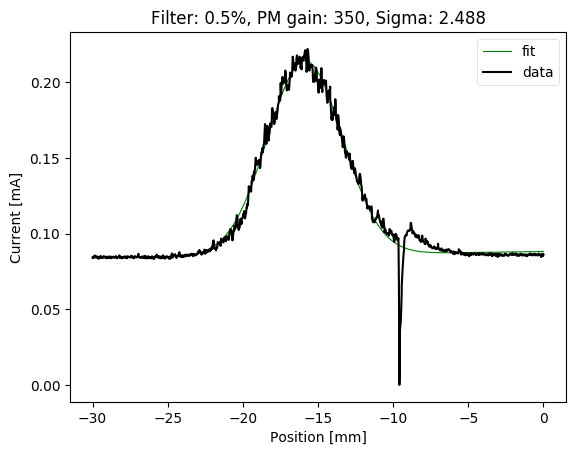 Filter: 0.5%, PM gain: 350, Sigma: 2.488
fit
data
0.20
0.15
0.10
0.05
0.00
Current [mA]
−30 −25 −20 −15 −10 −5 0
Position [mm]